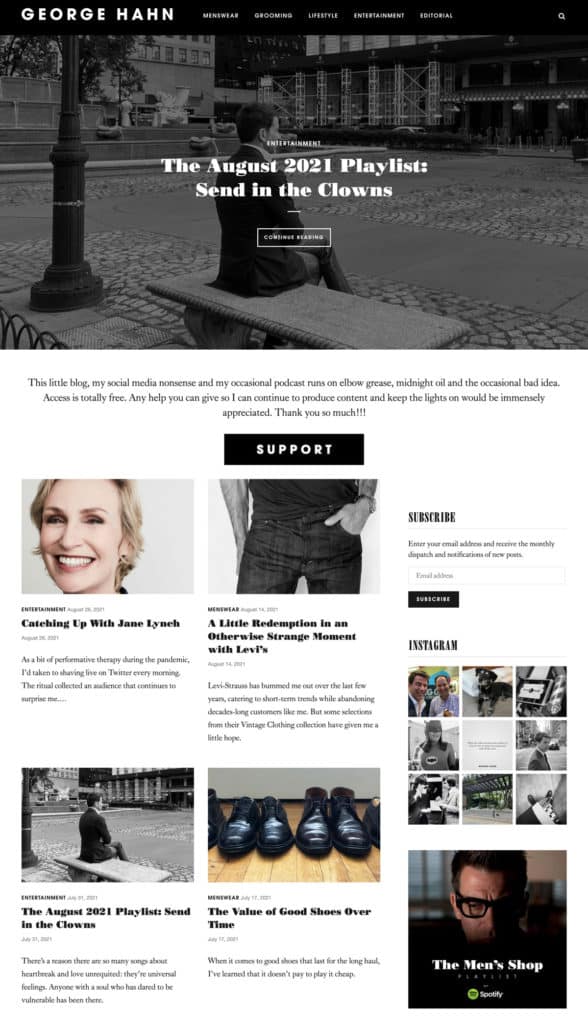 GEORGE HAHN
MENSWEAR GROOMING LIFESTYLE ENTERTAINMENT EDITORIAL
ENTERTAINMENT
The August 2021 Playlist:
Send in the Clowns
CONTINUE READING
This little blog, my social media nonsense and my occasional podcast runs on elbow grease, midnight oil and the occasional bad idea.
Access is totally free. Any help you can give so I can continue to produce content and keep the lights on would be immensely
appreciated. Thank you so much!!!
SUPPORT
ENTERTAINMENT August 26, 2021
Catching Up With Jane Lynch
August 26, 2021
As a bit of performative therapy during the pandemic,
I'd taken to shaving live on Twitter every morning.
The ritual collected an audience that continues to
surprise me.…
MENSWEAR August 14, 2021
A Little Redemption in an
Otherwise Strange Moment
with Levi's
August 14, 2021
Levi-Strauss has bummed me out over the last few
years, catering to short-term trends while abandoning
decades-long customers like me. But some selections
from their Vintage Clothing collection have given me a
little hope.
ENTERTAINMENT July 31, 2021
The August 2021 Playlist: Send
in the Clowns
July 31, 2021
There's a reason there are so many songs about
heartbreak and love unrequited: they're universal
feelings. Anyone with a soul who has dared to be
vulnerable has been there.
MENSWEAR July 17, 2021
The Value of Good Shoes Over
Time
July 17, 2021
When it comes to good shoes that last for the long haul,
I've learned that it doesn't pay to play it cheap.
SUBSCRIBE
Enter your email address and receive the monthly
dispatch and notifications of new posts.
Email address
SUBSCRIBE
INSTAGRAM
The Men's Shop
PLAYLIST
Spotify